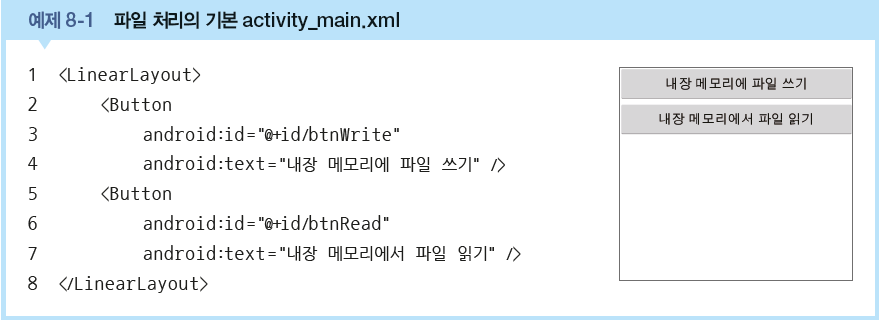 예제 8-1 파일 처리의 기본 activity_main.xml
1 <LinearLayout>
2 <Button
3 android:id="@+id/btnWrite"
4 android:text="내장 메모리에 파일 쓰기" />
5 <Button
6 android:id="@+id/btnRead"
7 android:text="내장 메모리에서 파일 읽기" />
8 </LinearLayout>
내장 메모리에 파일 쓰기
내장 메모리에서 파일 읽기